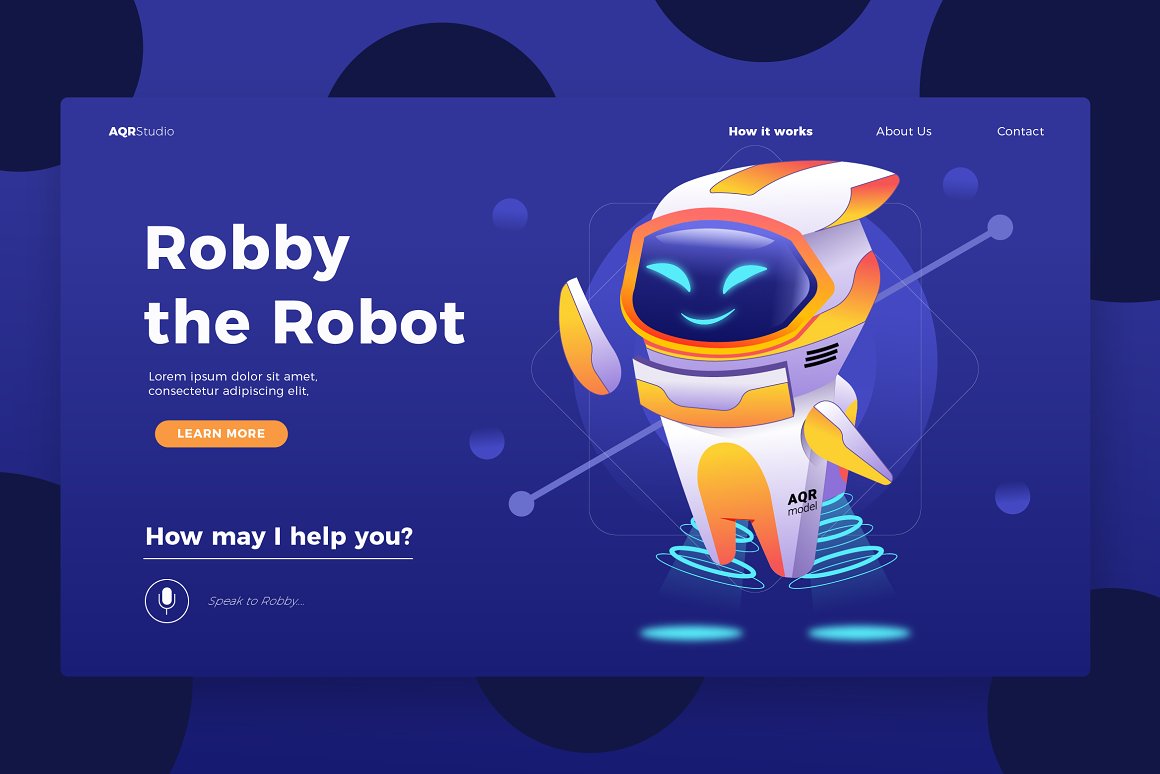 AQRStudio
How it works
About Us
Contact
Robby
the Robot
Lorem ipsum dolor sit amet,
consectetur adipiscing elit,
LEARN MORE
How may I help you?
Speak to Robby...
AQR
model